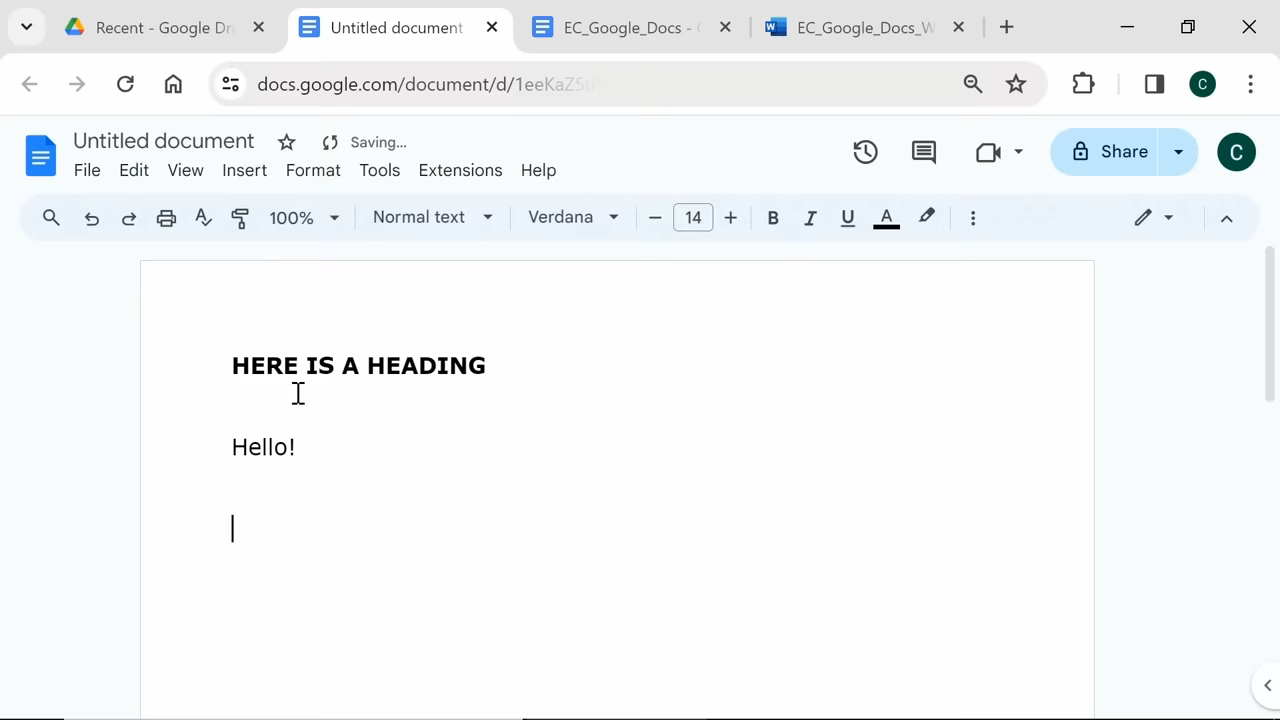 Recent - Google Dri
Untitled document
EC_Google_Docs - 
EC_Google_Docs_W
docs.google.com/document/d/1eeKaZ5
C
Untitled document
Saving...
Share
C
File Edit View Insert Format Tools Extensions Help
100% Normal text Verdana 14 B I U A
HERE IS A HEADING
Hello!